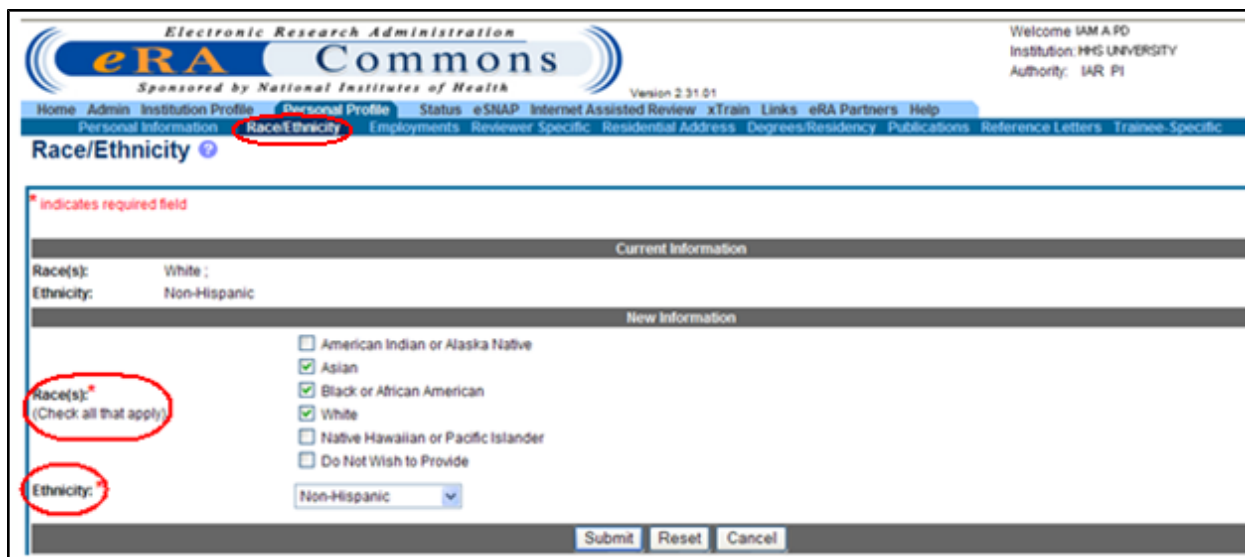 Electronic Research Administration
eRA Commons
Sponsored by National Institutes of Health
Version 2.31.01
Welcome IAM A PD
Institution: HHS UNIVERSITY
Authority: IAR PI
Home Admin Institution Profile Personal Profile Status eSNAP Internet Assisted Review xTrain Links eRA Partners Help
Personal Information Race/Ethnicity Employments Reviewer Specific Residential Address Degrees/Residency Publications Reference Letters Trainee-Specific
Race/Ethnicity ?
* indicates required field
Current Information
Race(s): White ;
Ethnicity: Non-Hispanic
New Information
Race(s):*
(Check all that apply)
American Indian or Alaska Native
Asian
Black or African American
White
Native Hawaiian or Pacific Islander
Do Not Wish to Provide
Ethnicity: * Non-Hispanic
Submit Reset Cancel